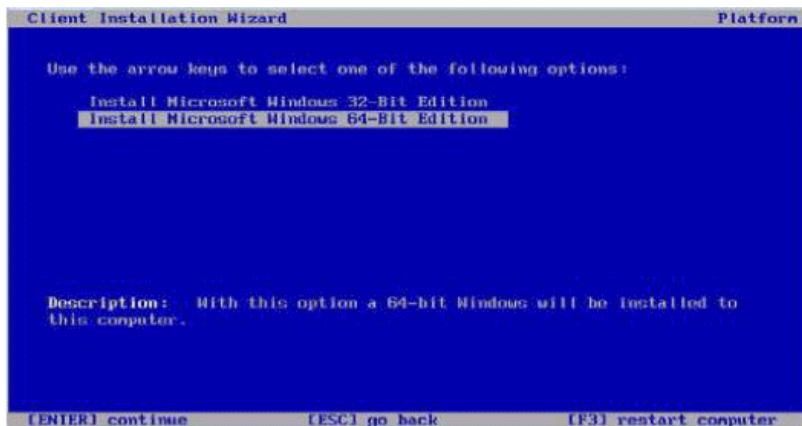 Client Installation Wizard Platform
Use the arrow keys to select one of the following options:
Install Microsoft Windows 32-Bit Edition
Install Microsoft Windows 64-Bit Edition
Description: With this option a 64-bit Windows will be installed to
this computer.
[ENTER] continue [ESC] go back [F3] restart computer